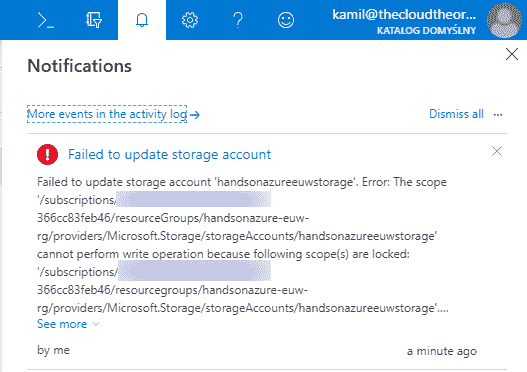 kamil@thecloudtheor...
KATALOG DOMYŚLNY
Notifications
More events in the activity log
Dismiss all ...
Failed to update storage account
Failed to update storage account 'handsonazureeuwstorage'. Error: The scope
'/subscriptions/
366cc83feb46/resourceGroups/handsonazure-euw-
rg/providers/Microsoft.Storage/storageAccounts/handsonazureeuwstorage'
cannot perform write operation because following scope(s) are locked:
'/subscriptions/
366cc83feb46/resourcegroups/handsonazure-euw-
rg/providers/Microsoft.Storage/storageAccounts/handsonazureeuwstorage'....
See more
by me
a minute ago